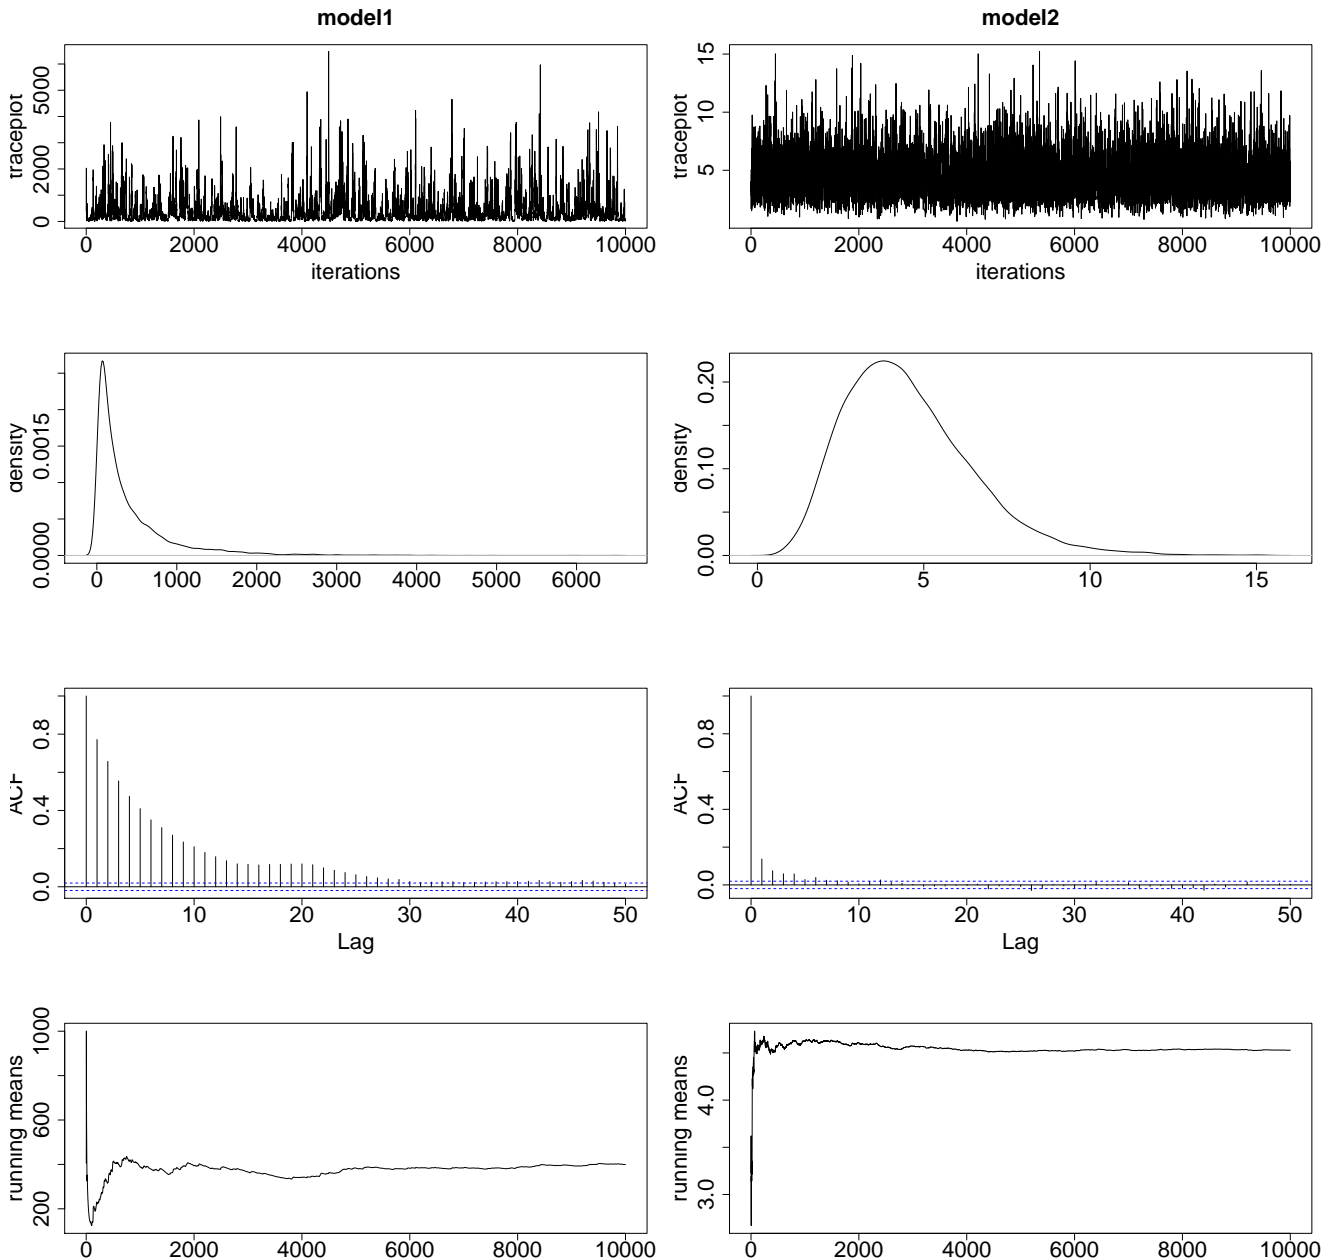 model1
model2
traceplot
0 2000 5000
0 2000 4000 6000 8000 10000
iterations
traceplot
5 10 15
0 2000 4000 6000 8000 10000
iterations
density
0.0000 0.0015
0 1000 2000 3000 4000 5000 6000
density
0.00 0.10 0.20
0 5 10 15
ACF
0.0 0.4 0.8
0 10 20 30 40 50
Lag
ACF
0.0 0.4 0.8
0 10 20 30 40 50
Lag
running means
200 600 1000
0 2000 4000 6000 8000 10000
running means
3.0 4.0
0 2000 4000 6000 8000 10000